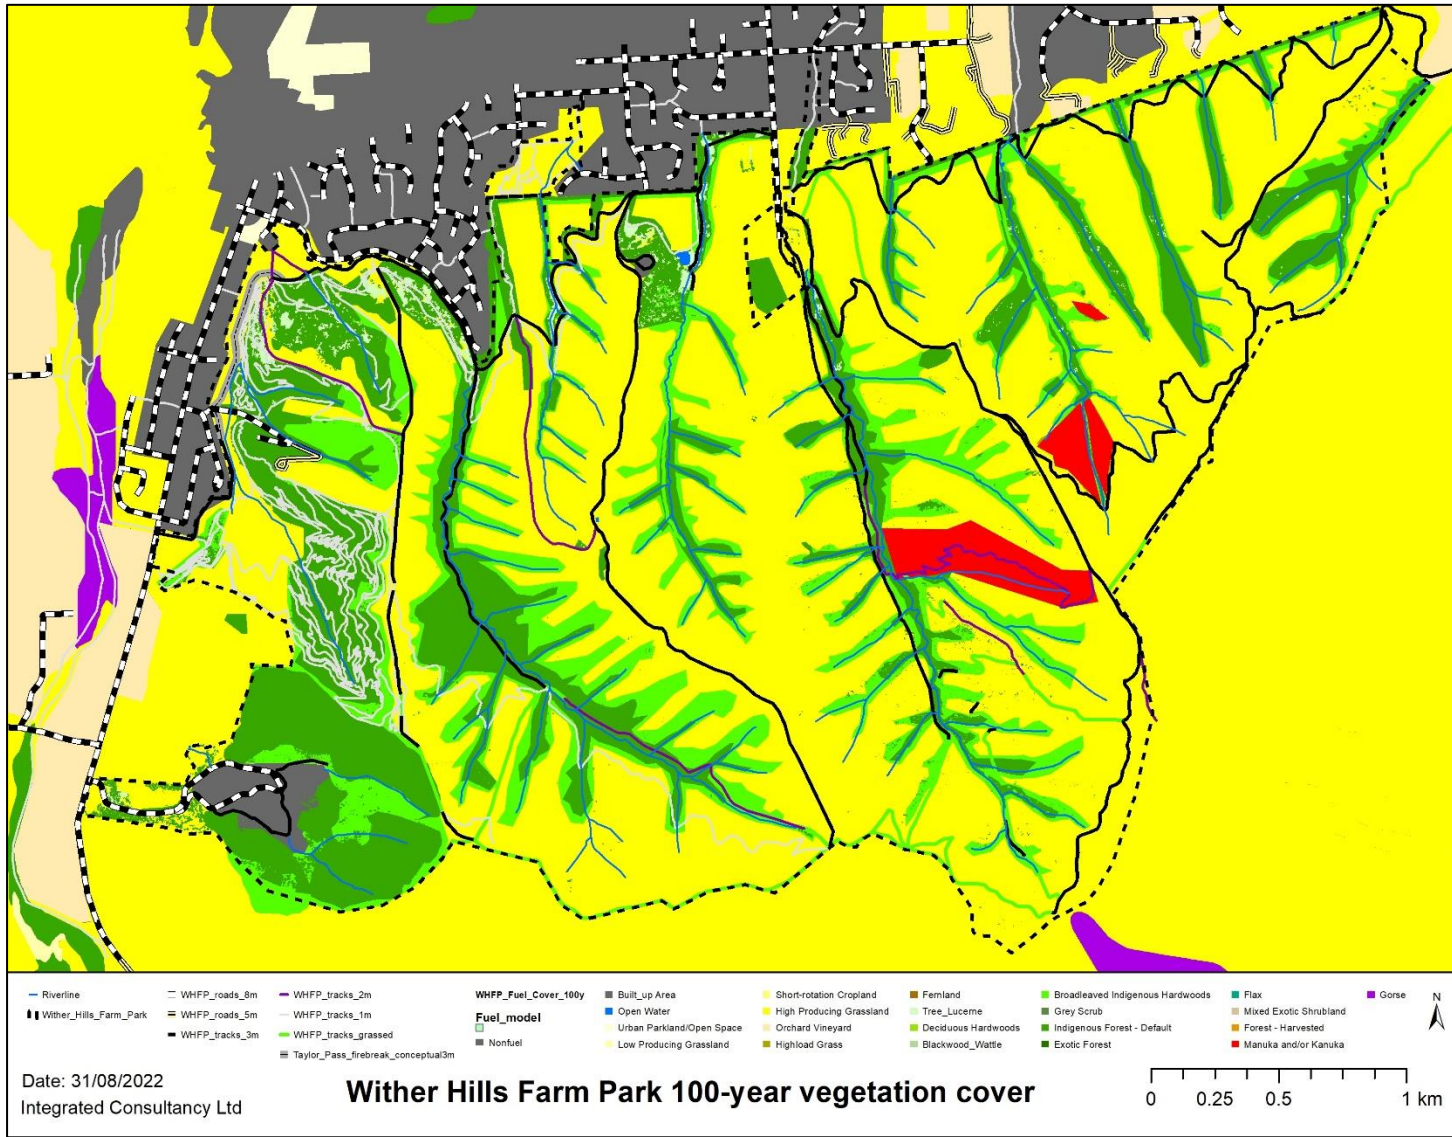 Riverline
Wither_Hills_Farm_Park
WHFP_roads_8m
WHFP_roads_5m
WHFP_tracks_3m
WHFP_tracks_2m
WHFP_tracks_1m
WHFP_tracks_grassed
Taylor_Pass_firebreak_conceptual3m
WHFP_Fuel_Cover_100y
Fuel_model
Nonfuel
Built_up Area
Open Water
Urban Parkland/Open Space
Low Producing Grassland
Short-rotation Cropland
High Producing Grassland
Orchard Vineyard
Highload Grass
Fernland
Tree_Lucerne
Deciduous Hardwoods
Blackwood_Wattle
Broadleaved Indigenous Hardwoods
Grey Scrub
Indigenous Forest - Default
Exotic Forest
Flax
Mixed Exotic Shrubland
Forest - Harvested
Manuka and/or Kanuka
Gorse
N
Date: 31/08/2022
Integrated Consultancy Ltd
Wither Hills Farm Park 100-year vegetation cover
0 0.25 0.5 1 km